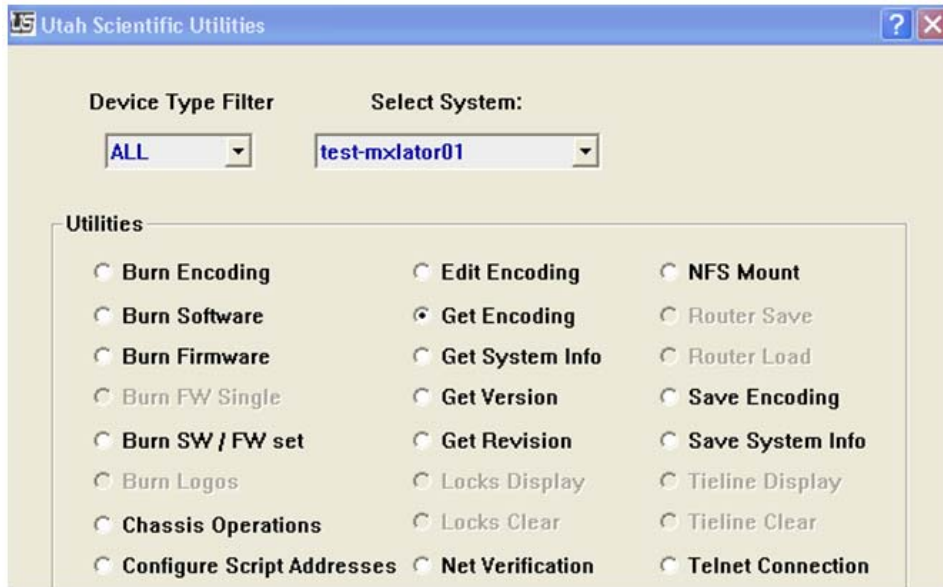 US Utah Scientific Utilities ?
Device Type Filter Select System:
ALL test-mxlator01
Utilities
Burn Encoding Edit Encoding NFS Mount
Burn Software Get Encoding Router Save
Burn Firmware Get System Info Router Load
Burn FW Single Get Version Save Encoding
Burn SW / FW set Get Revision Save System Info
Burn Logos Locks Display Tieline Display
Chassis Operations Locks Clear Tieline Clear
Configure Script Addresses Net Verification Telnet Connection